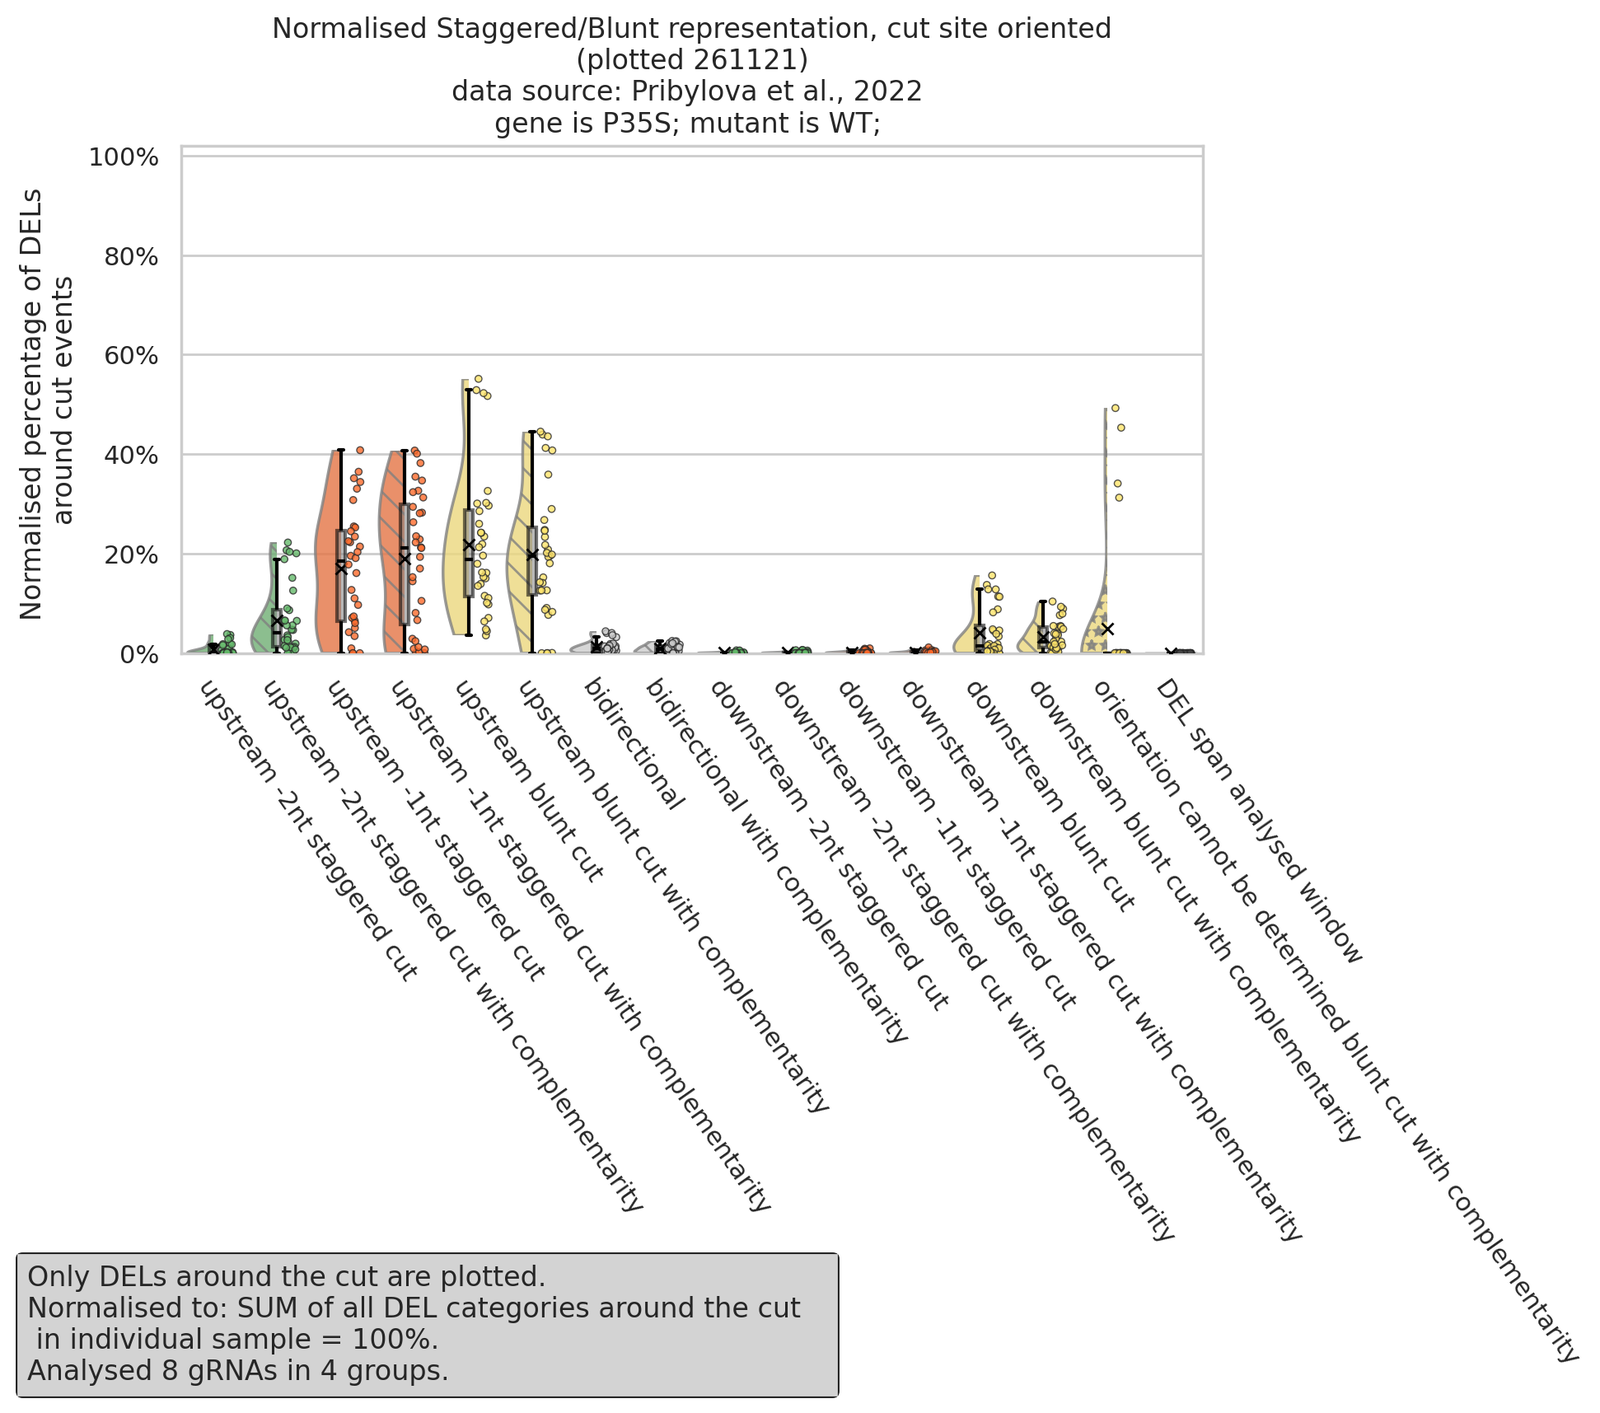 Normalised Staggered/Blunt representation, cut site oriented
(plotted 261121)
data source: Pribylova et al., 2022
gene is P35S; mutant is WT;
Normalised percentage of DELs
around cut events
100%
80%
60%
40%
20%
0%
upstream -2nt staggered cut
upstream -2nt staggered cut with complementarity
upstream -1nt staggered cut
upstream -1nt staggered cut with complementarity
upstream blunt cut
upstream blunt cut with complementarity
bidirectional
bidirectional with complementarity
downstream -2nt staggered cut
downstream -2nt staggered cut with complementarity
downstream -1nt staggered cut
downstream -1nt staggered cut with complementarity
downstream blunt cut
downstream blunt cut with complementarity
orientation cannot be determined blunt cut with complementarity
DEL span analysed window
Only DELs around the cut are plotted.
Normalised to: SUM of all DEL categories around the cut
in individual sample = 100%.
Analysed 8 gRNAs in 4 groups.